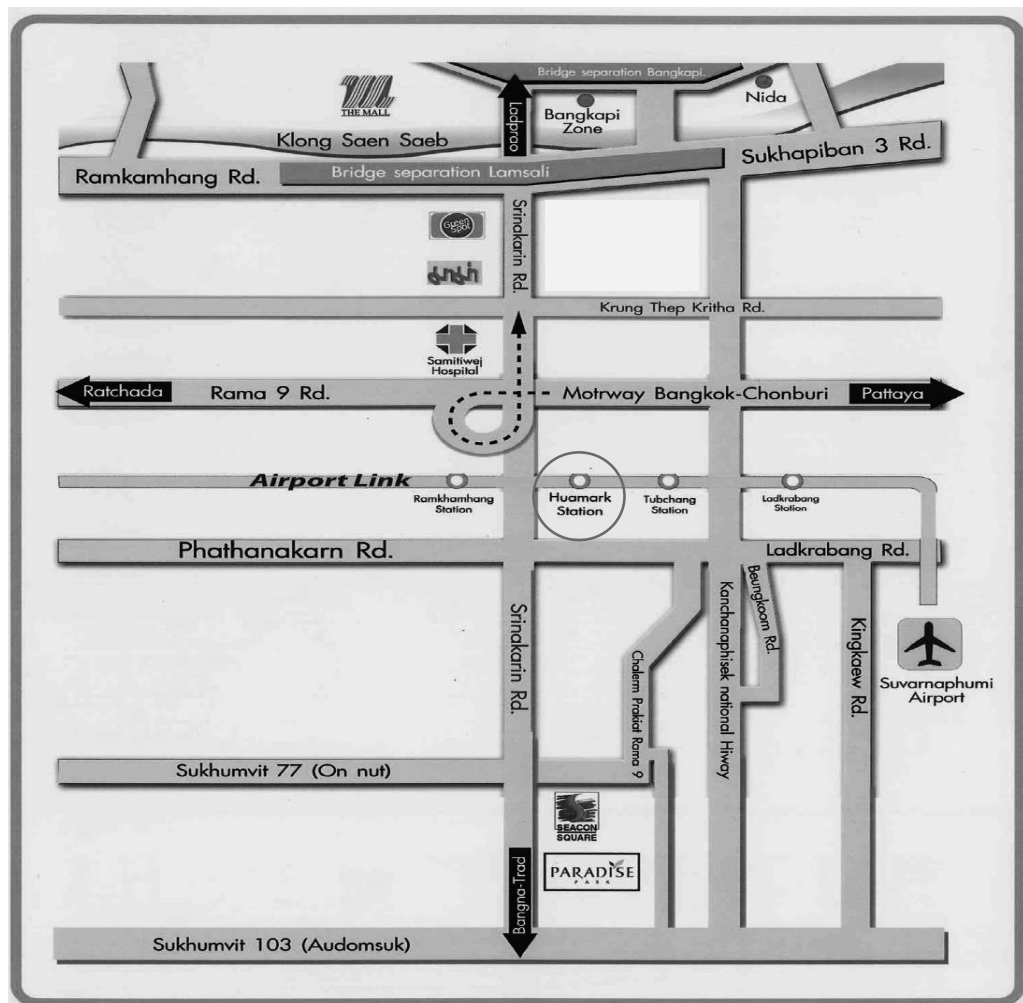 Bridge separation Bangkapi.
THE MALL
Ladprao
Bangkapi
Zone
Nida
Klong Saen Saeb
Sukhapiban 3 Rd.
Ramkamhang Rd.
Bridge separation Lamsali
Green
Spot
Srinakarin Rd.
Krung Thep Kritha Rd.
Samitiwej
Hospital
Ratchada
Rama 9 Rd.
Motrway Bangkok-Chonburi
Pattaya
Airport Link
Ramkhamhang
Station
Huamark
Station
Tubchang
Station
Ladkrabang
Station
Phathanakarn Rd.
Ladkrabang Rd.
Srinakarin Rd.
Chalerm Prakiat Rama 9
Kanchanaphisek national Hiway
Beungkoom Rd.
Kingkaew Rd.
Suvarnaphumi
Airport
Sukhumvit 77 (On nut)
SEACON
SQUARE
PARADISE
PARK
Bangna-Trad
Sukhumvit 103 (Audomsuk)